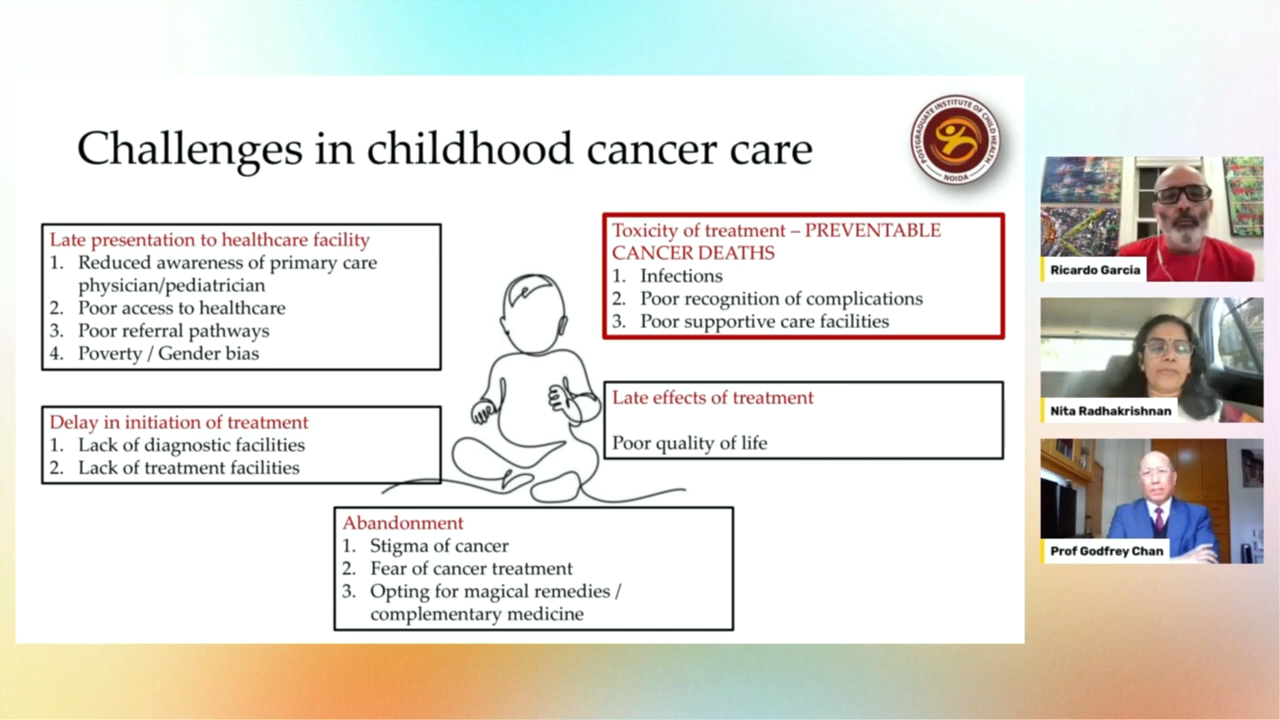 Challenges in childhood cancer care
POSTGRADUATE INSTITUTE OF CHILD HEALTH
NOIDA
Late presentation to healthcare facility
1. Reduced awareness of primary care
physician/pediatrician
2. Poor access to healthcare
3. Poor referral pathways
4. Poverty / Gender bias
Delay in initiation of treatment
1. Lack of diagnostic facilities
2. Lack of treatment facilities
Toxicity of treatment – PREVENTABLE
CANCER DEATHS
1. Infections
2. Poor recognition of complications
3. Poor supportive care facilities
Late effects of treatment
Poor quality of life
Abandonment
1. Stigma of cancer
2. Fear of cancer treatment
3. Opting for magical remedies /
complementary medicine
Ricardo Garcia
Nita Radhakrishnan
Prof Godfrey Chan